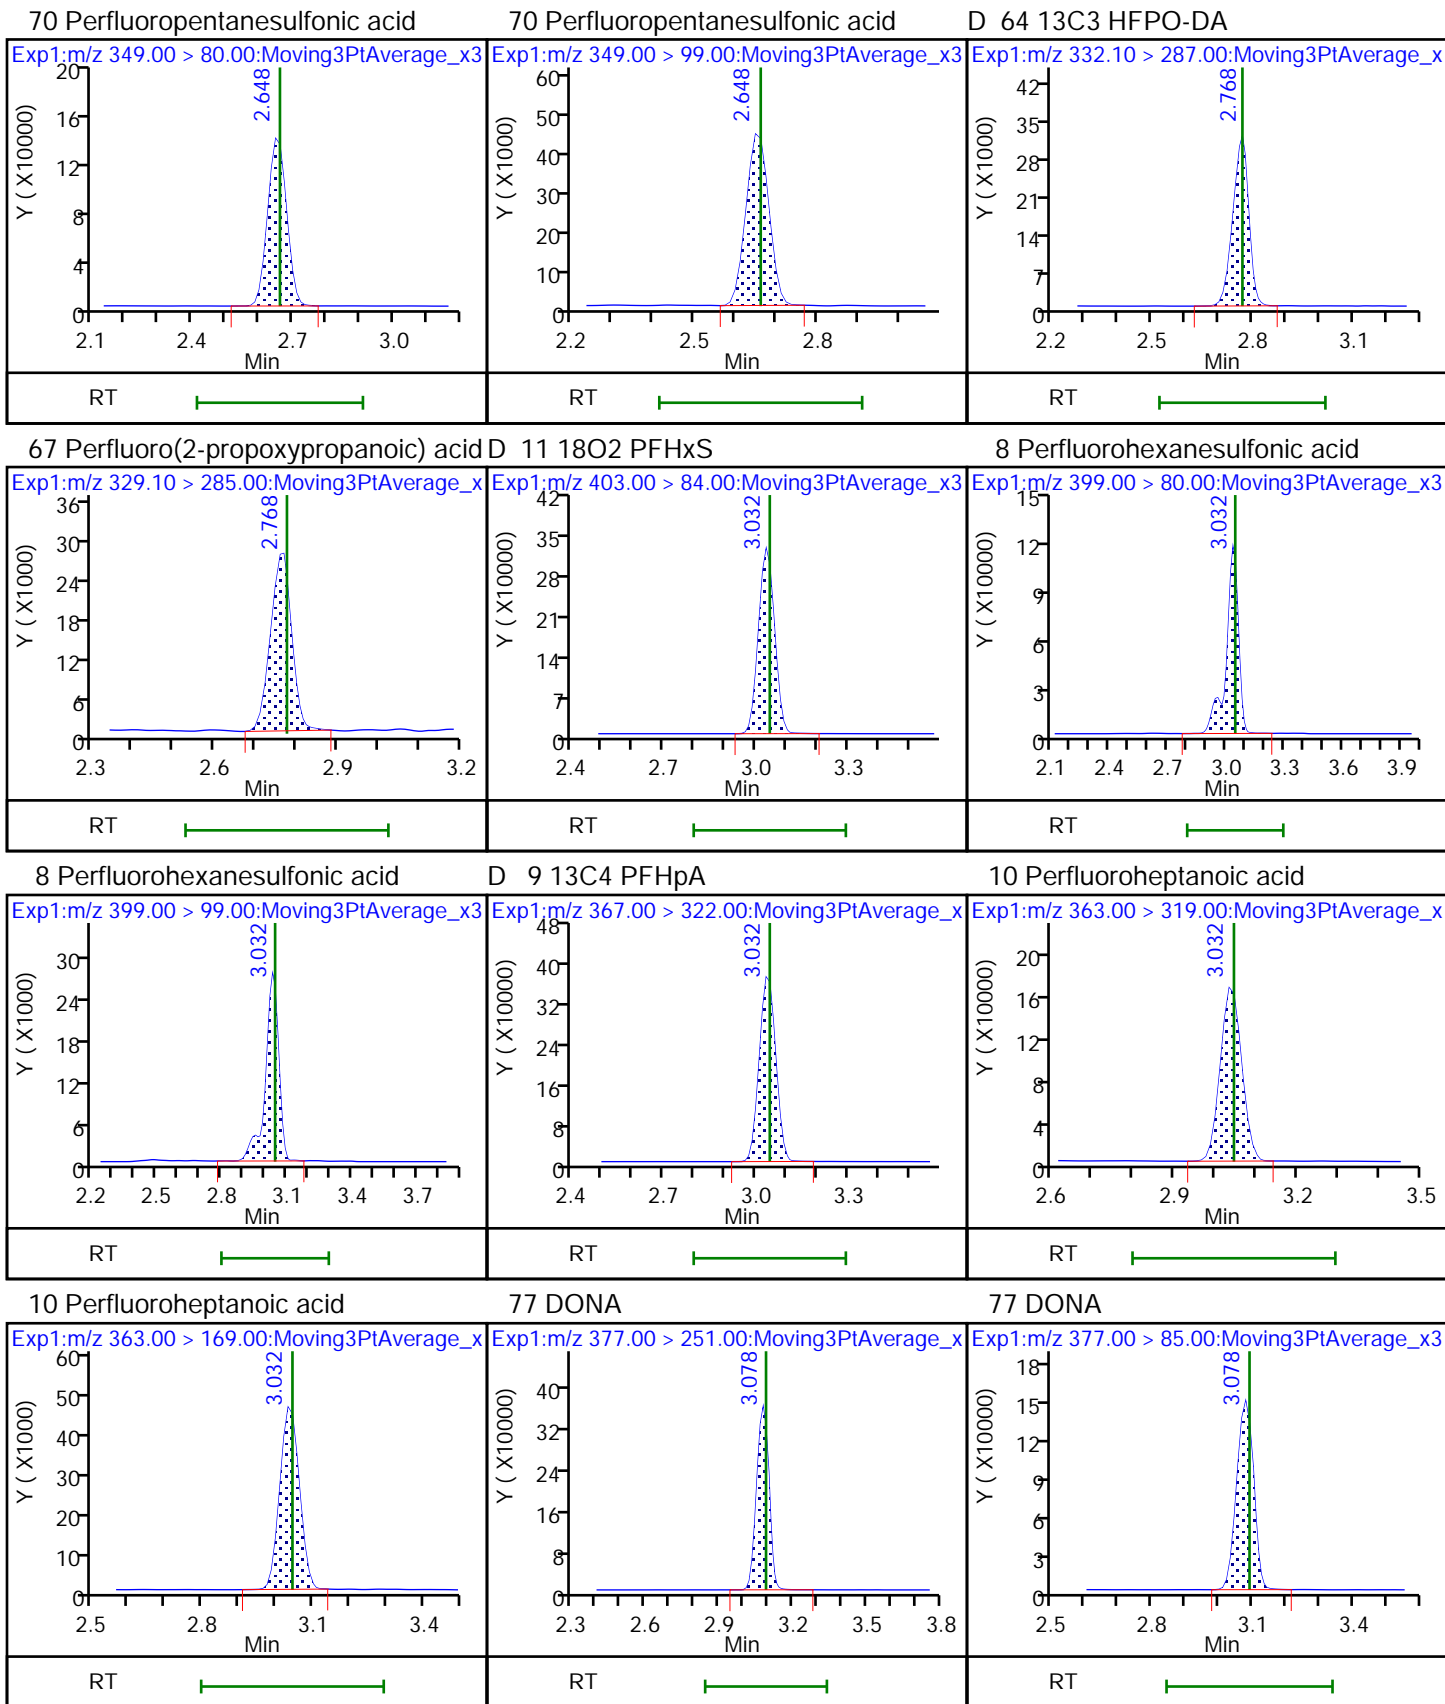 70 Perfluoropentanesulfonic acid
Exp1:m/z 349.00 > 80.00:Moving3PtAverage_x3
Y ( X10000)
20
16
12
8
4
0
2.648
2.1 2.4 2.7 3.0
Min
RT
70 Perfluoropentanesulfonic acid
Exp1:m/z 349.00 > 99.00:Moving3PtAverage_x3
Y ( X1000)
60
50
40
30
20
10
0
2.648
2.2 2.5 2.8
Min
RT
D 64 13C3 HFPO-DA
Exp1:m/z 332.10 > 287.00:Moving3PtAverage_x
Y ( X1000)
42
35
28
21
14
7
0
2.768
2.2 2.5 2.8 3.1
Min
RT
67 Perfluoro(2-propoxypropanoic) acid
Exp1:m/z 329.10 > 285.00:Moving3PtAverage_x
Y ( X1000)
36
30
24
18
12
6
0
2.768
2.3 2.6 2.9 3.2
Min
RT
D 11 18O2 PFHxS
Exp1:m/z 403.00 > 84.00:Moving3PtAverage_x3
Y ( X10000)
42
35
28
21
14
7
0
3.032
2.4 2.7 3.0 3.3
Min
RT
8 Perfluorohexanesulfonic acid
Exp1:m/z 399.00 > 80.00:Moving3PtAverage_x3
Y ( X10000)
15
12
9
6
3
0
3.032
2.1 2.4 2.7 3.0 3.3 3.6 3.9
Min
RT
8 Perfluorohexanesulfonic acid
Exp1:m/z 399.00 > 99.00:Moving3PtAverage_x3
Y ( X1000)
30
24
18
12
6
0
3.032
2.2 2.5 2.8 3.1 3.4 3.7
Min
RT
D 9 13C4 PFHpA
Exp1:m/z 367.00 > 322.00:Moving3PtAverage_x
Y ( X10000)
48
40
32
24
16
8
0
3.032
2.4 2.7 3.0 3.3
Min
RT
10 Perfluoroheptanoic acid
Exp1:m/z 363.00 > 319.00:Moving3PtAverage_x
Y ( X10000)
20
16
12
8
4
0
3.032
2.6 2.9 3.2 3.5
Min
RT
10 Perfluoroheptanoic acid
Exp1:m/z 363.00 > 169.00:Moving3PtAverage_x
Y ( X1000)
60
50
40
30
20
10
0
3.032
2.5 2.8 3.1 3.4
Min
RT
77 DONA
Exp1:m/z 377.00 > 251.00:Moving3PtAverage_x
Y ( X10000)
40
32
24
16
8
0
3.078
2.3 2.6 2.9 3.2 3.5 3.8
Min
RT
77 DONA
Exp1:m/z 377.00 > 85.00:Moving3PtAverage_x3
Y ( X10000)
18
15
12
9
6
3
0
3.078
2.5 2.8 3.1 3.4
Min
RT